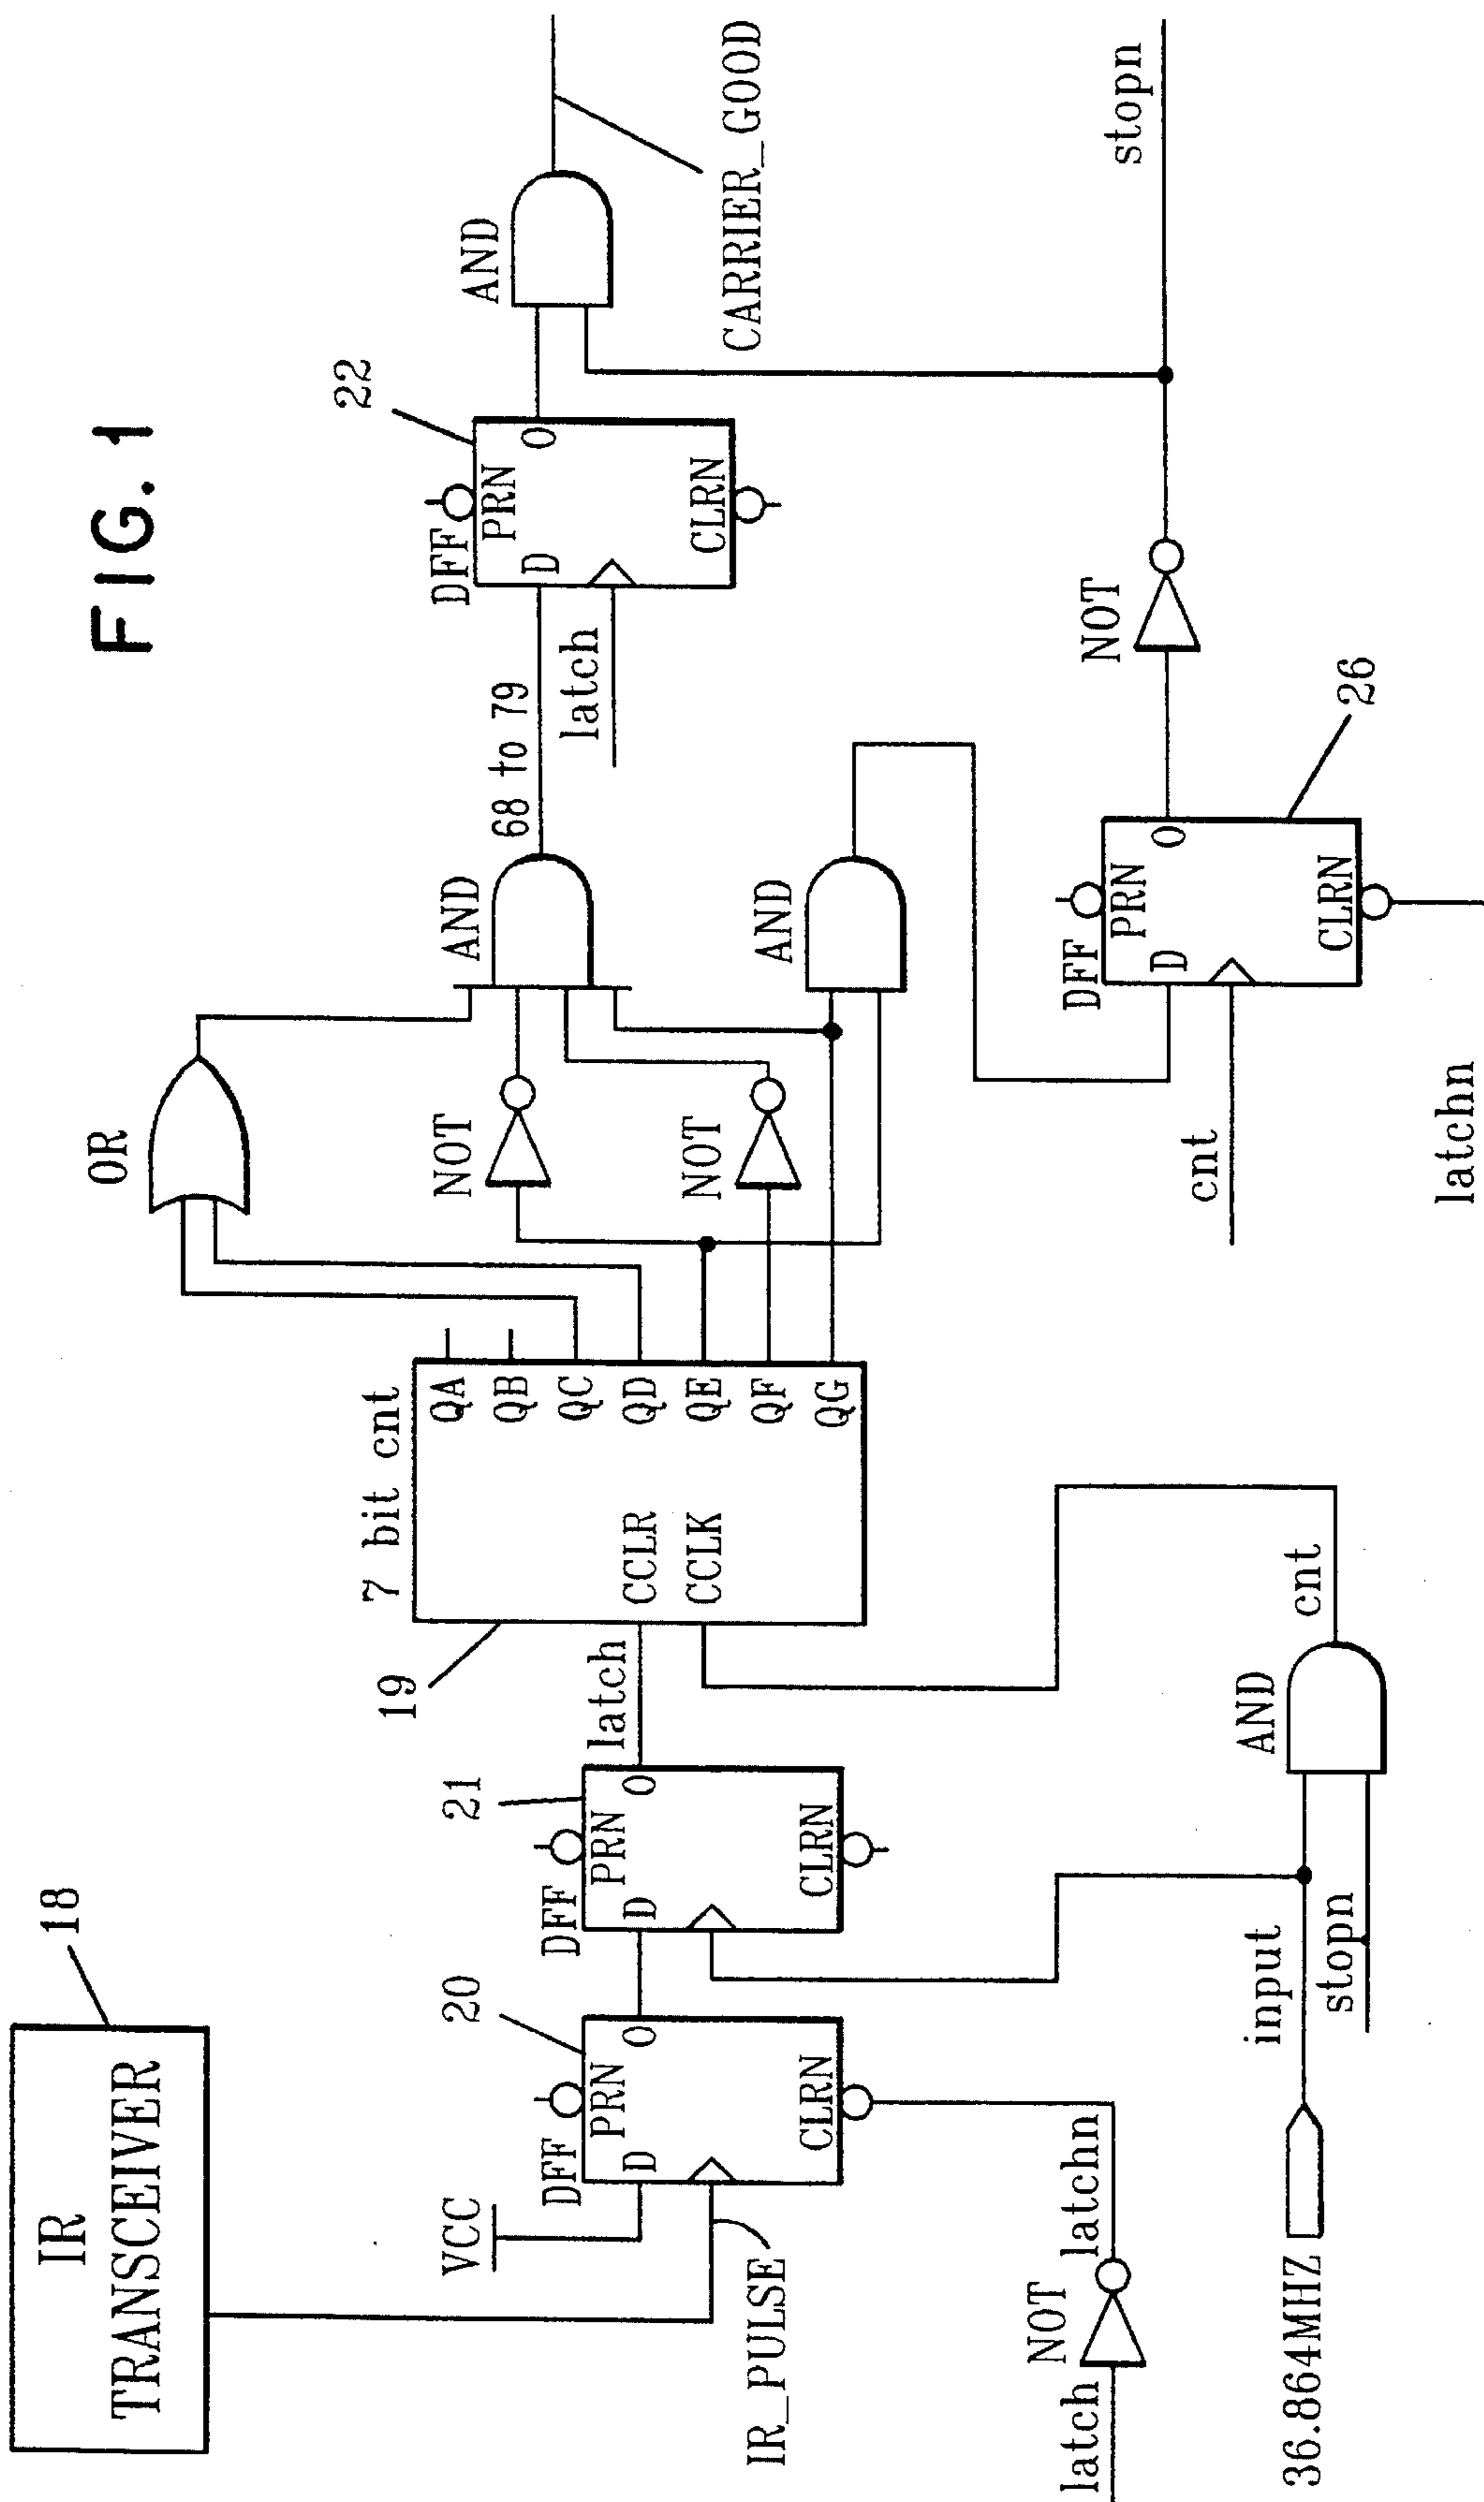 FIG. 1
IR
TRANSCEIVER
18
VCC
DFF
20
PRN
D
O
CLRN
IR_PULSE
latch
NOT
latchn
DFF
21
PRN
D
O
CLRN
36.864MHZ
input
stopn
AND
cnt
latch
19
7 bit cnt
CCLR
CCLK
QA
QB
QC
QD
QE
QF
QG
OR
NOT
NOT
AND
68 to 79
AND
latch
DFF
22
PRN
D
O
CLRN
AND
CARRIER_GOOD
cnt
latchn
DFF
26
PRN
D
O
CLRN
NOT
stopn